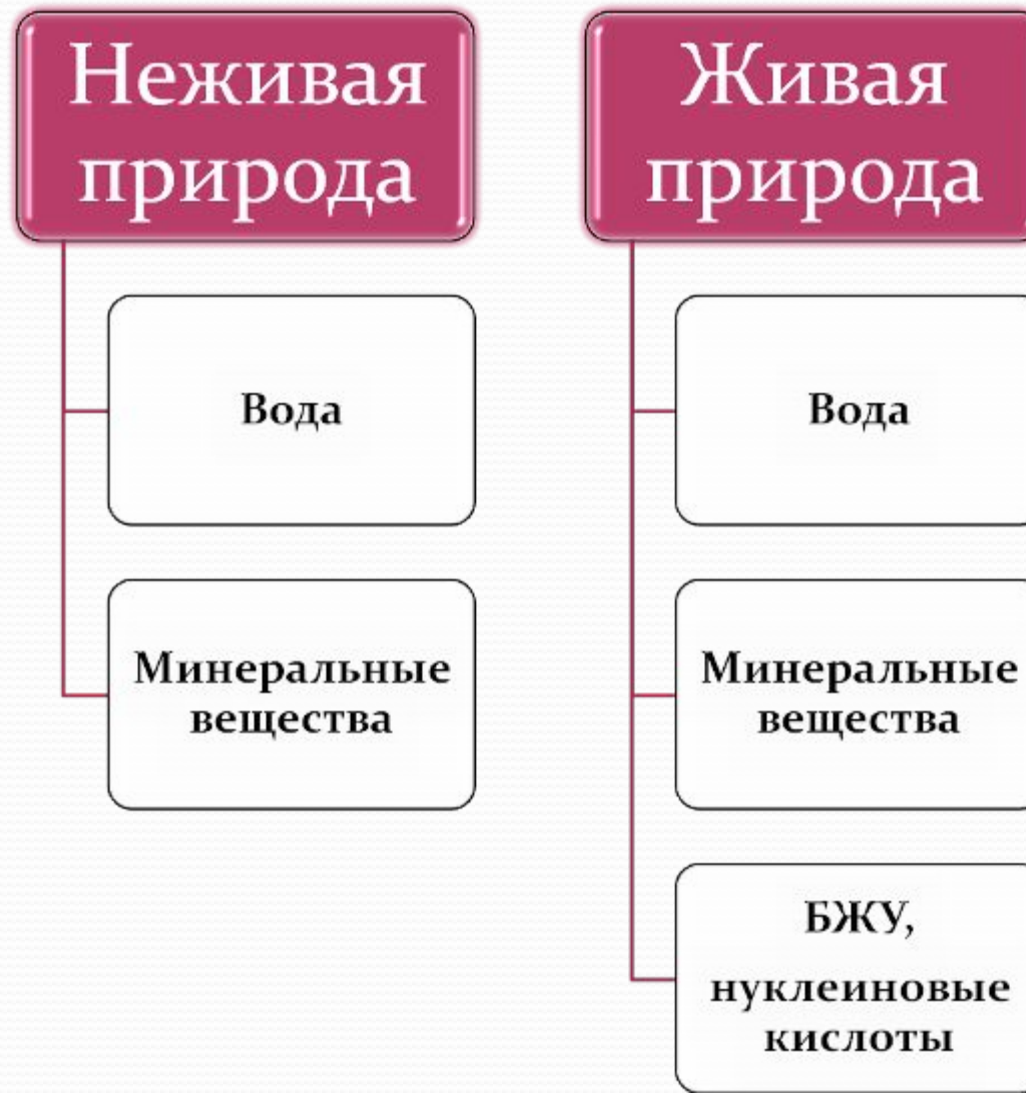 Неживая
природа
Вода
Минеральные
вещества
Живая
природа
Вода
Минеральные
вещества
БЖУ,
нуклеиновые
кислоты